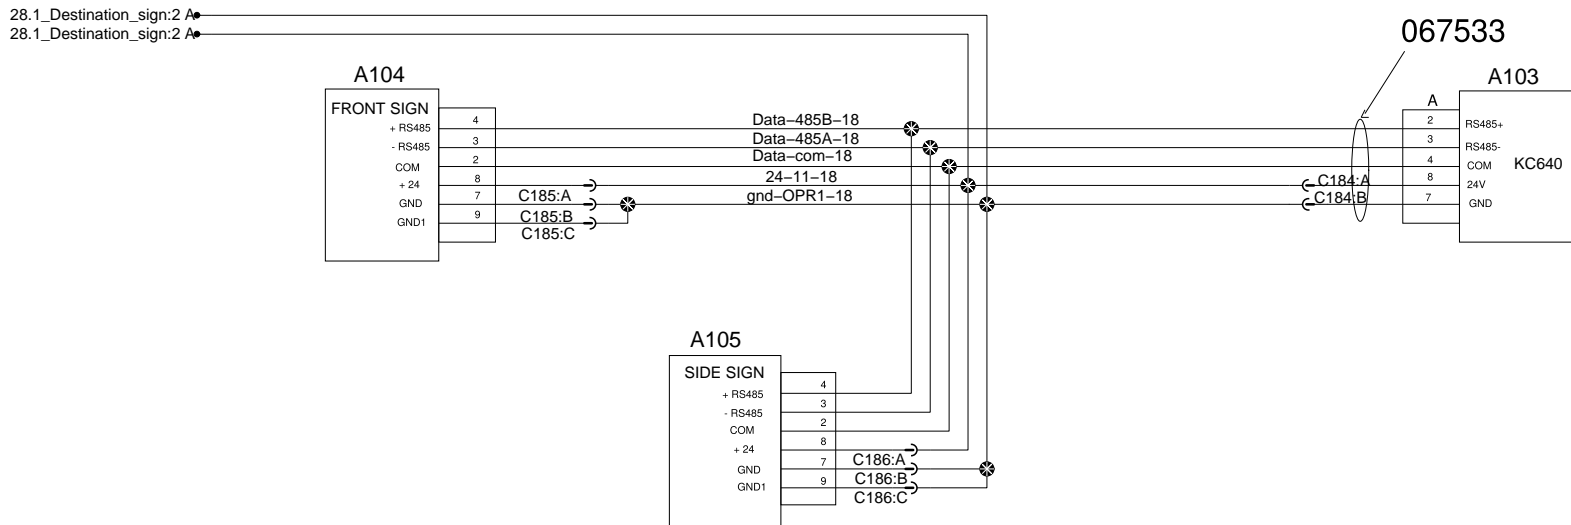 28.1_Destination_sign:2 A
28.1_Destination_sign:2 A
067533
A104
A103
FRONT SIGN
A
4
+ RS485
Data-485B-18
2
RS485+
3
- RS485
Data-485A-18
3
RS485-
2
COM
Data-com-18
4
COM
KC640
8
+ 24
24-11-18
C184:A
8
24V
7
GND
C185:A
gnd-OPR1-18
C184:B
7
GND
9
GND1
C185:B
C185:C
A105
SIDE SIGN
4
+ RS485
3
- RS485
2
COM
8
+ 24
7
GND
C186:A
9
GND1
C186:B
C186:C